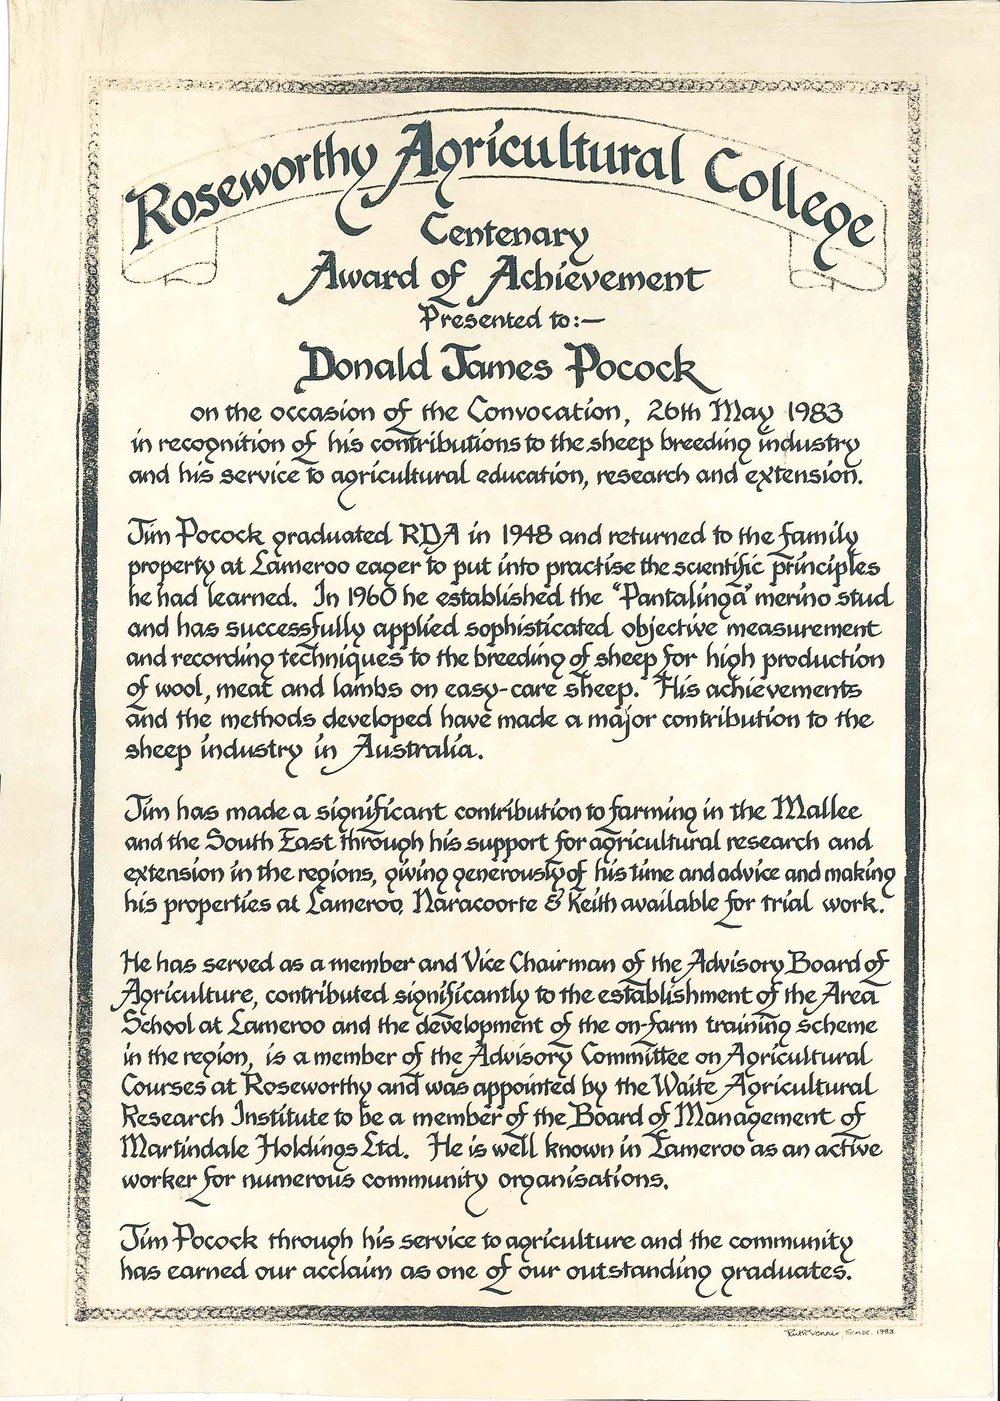 Roseworthy Agricultural College
Centenary
Award of Achievement
Presented to:—
Donald James Pocock
on the occasion of the Convocation, 26th May 1983
in recognition of his contributions to the sheep breeding industry
and his service to agricultural education, research and extension.
Jim Pocock graduated RDA in 1948 and returned to the family
property at Lameroo eager to put into practise the scientific principles
he had learned. In 1960 he established the "Pantalinga" merino stud
and has successfully applied sophisticated objective measurement
and recording techniques to the breeding of sheep for high production
of wool, meat and lambs on easy-care sheep. His achievements
and the methods developed have made a major contribution to the
sheep industry in Australia.
Jim has made a significant contribution to farming in the Mallee
and the South East through his support for agricultural research and
extension in the regions, giving generously of his time and advice and making
his properties at Lameroo, Naracoorte & Keith available for trial work.
He has served as a member and Vice Chairman of the Advisory Board of
Agriculture, contributed significantly to the establishment of the Area
School at Lameroo and the development of the on-farm training scheme
in the region, is a member of the Advisory Committee on Agricultural
Courses at Roseworthy and was appointed by the Waite Agricultural
Research Institute to be a member of the Board of Management of
Martindale Holdings Ltd. He is well known in Lameroo as an active
worker for numerous community organisations.
Jim Pocock through his service to agriculture and the community
has earned our acclaim as one of our outstanding graduates.
Ruth Venner, 1983